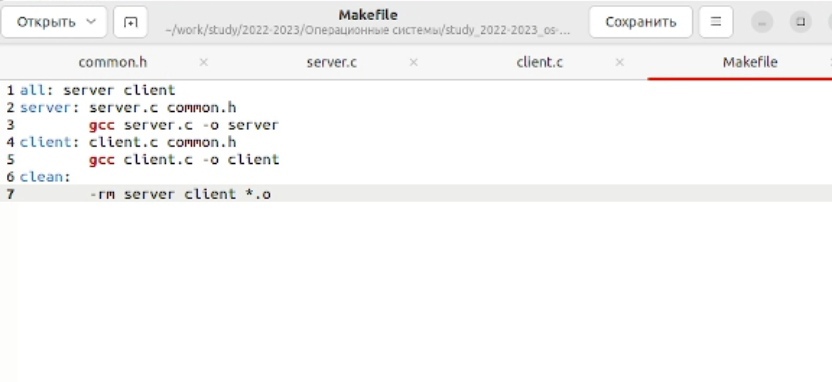 Открыть
Makefile
~/work/study/2022-2023/Операционные системы/study_2022-2023_os-...
Сохранить
common.h
server.c
client.c
Makefile
1 all: server client
2 server: server.c common.h
3 gcc server.c -o server
4 client: client.c common.h
5 gcc client.c -o client
6 clean:
7 -rm server client *.o